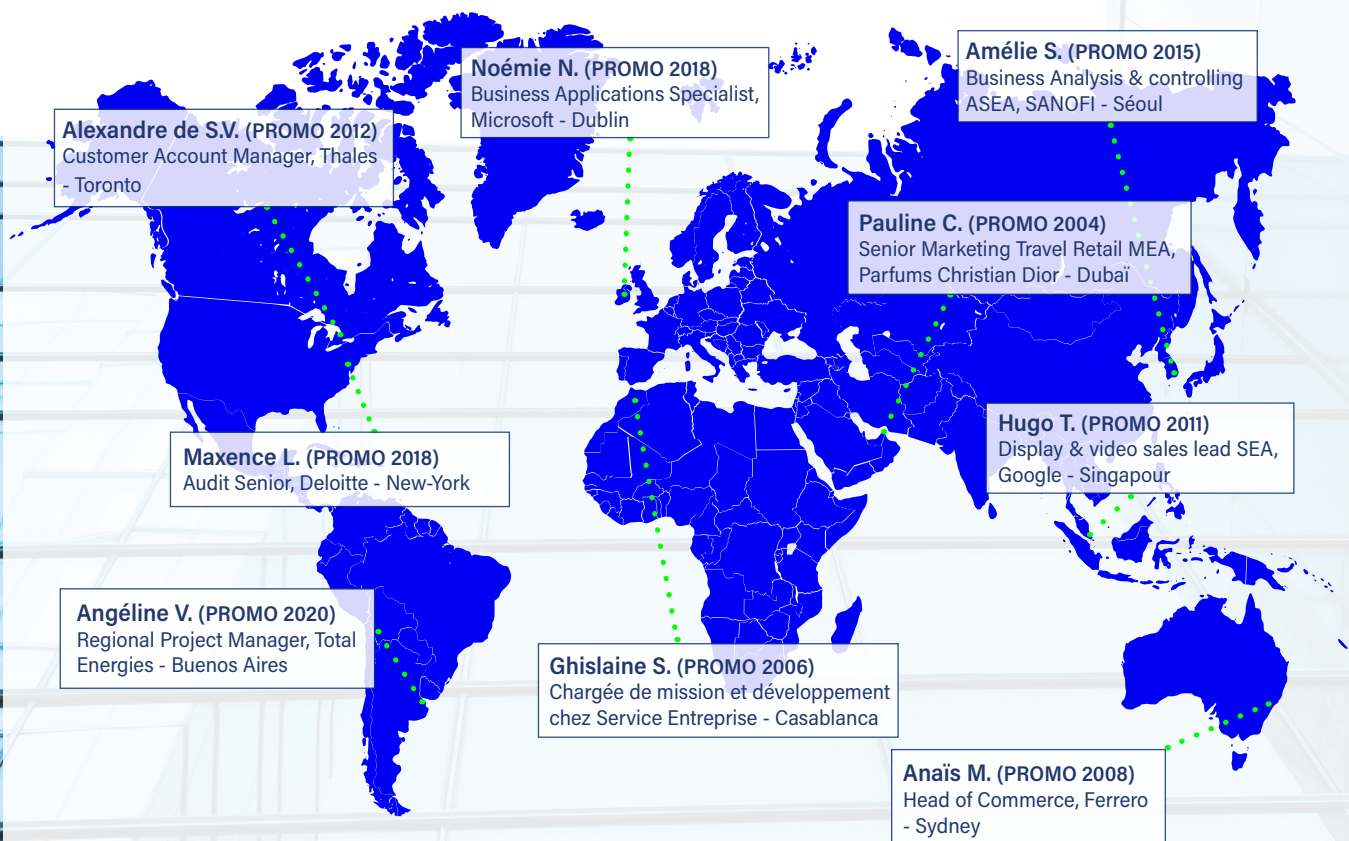 Noémie N. (PROMO 2018)
Business Applications Specialist,
Microsoft - Dublin
Amélie S. (PROMO 2015)
Business Analysis & controlling
ASEA, SANOFI - Séoul
Alexandre de S.V. (PROMO 2012)
Customer Account Manager, Thales
- Toronto
Pauline C. (PROMO 2004)
Senior Marketing Travel Retail MEA,
Parfums Christian Dior - Dubaï
Hugo T. (PROMO 2011)
Display & video sales lead SEA,
Google - Singapour
Maxence L. (PROMO 2018)
Audit Senior, Deloitte - New-York
Angéline V. (PROMO 2020)
Regional Project Manager, Total
Energies - Buenos Aires
Ghislaine S. (PROMO 2006)
Chargée de mission et développement
chez Service Entreprise - Casablanca
Anaïs M. (PROMO 2008)
Head of Commerce, Ferrero
- Sydney